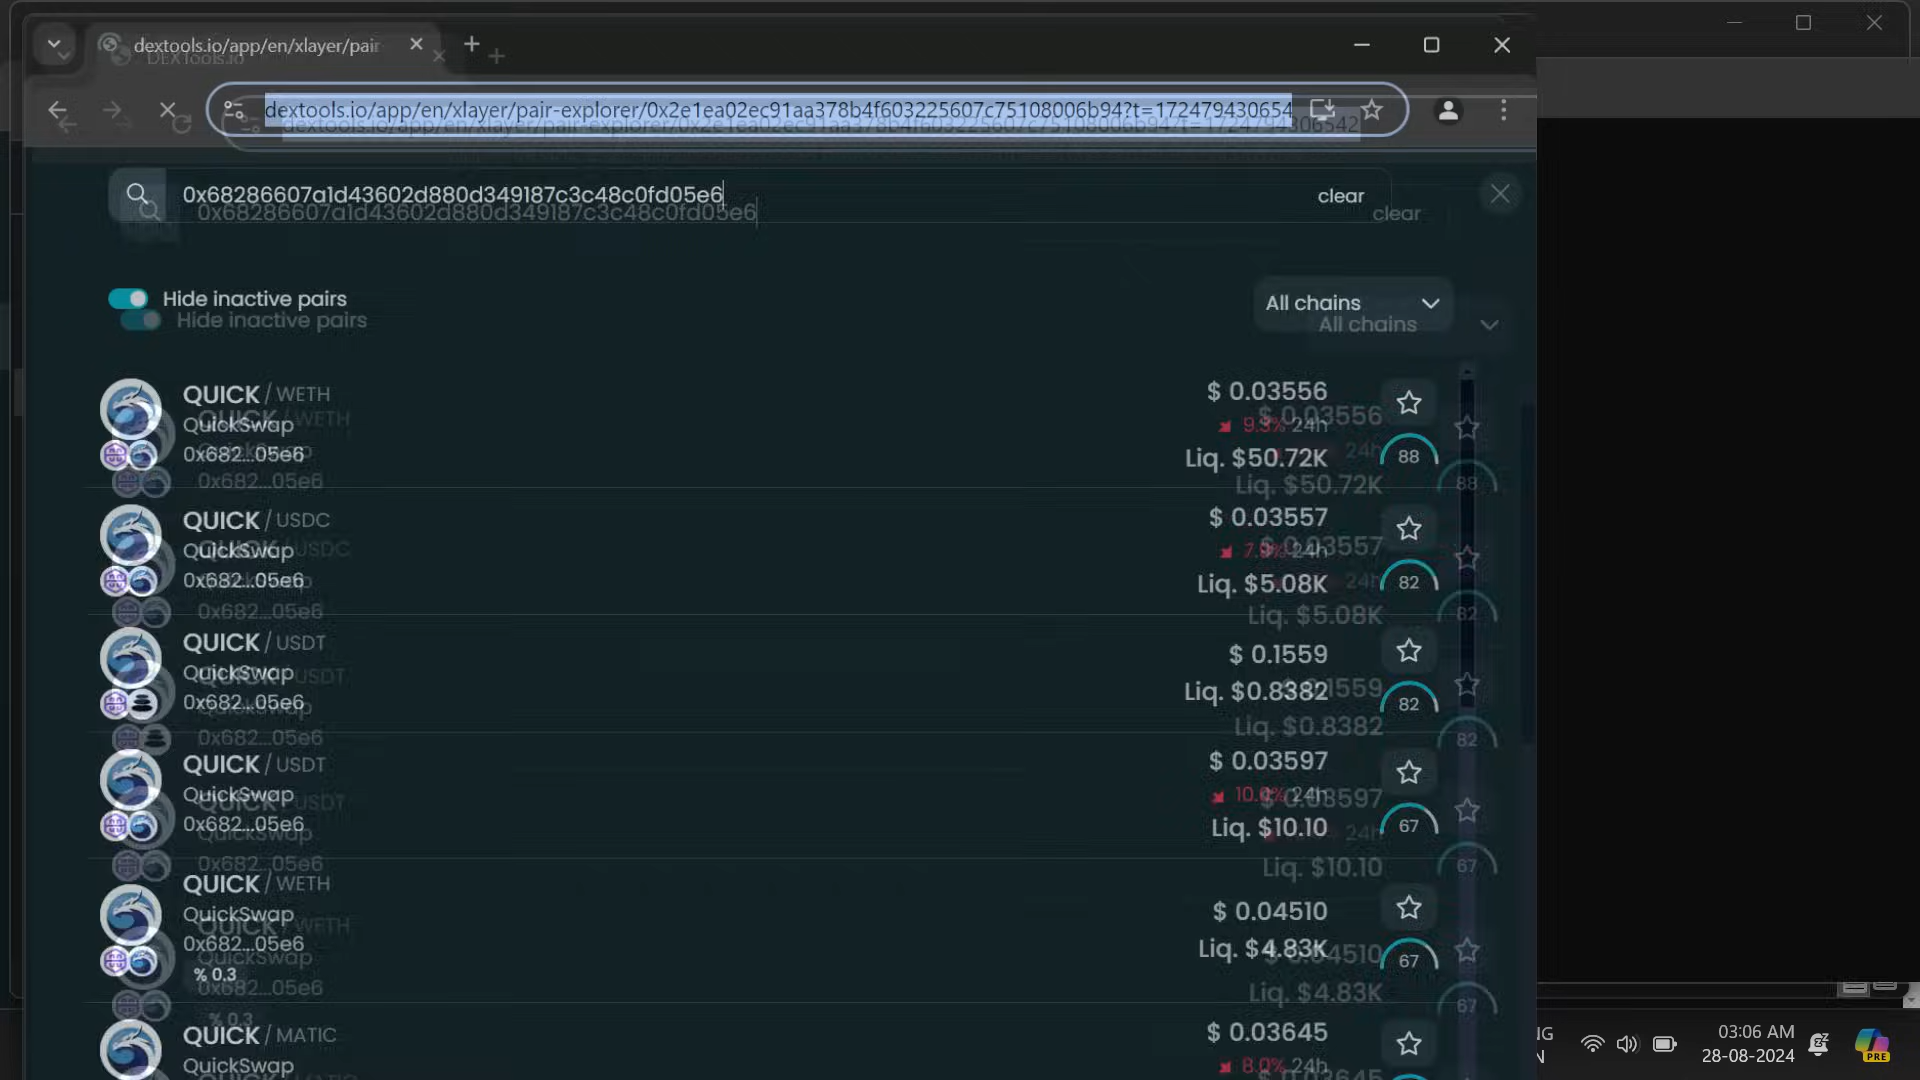 dextools.io/app/en/xlayer/pair
DEXTools.io
dextools.io/app/en/xlayer/pair-explorer/0x2e1ea02ec91aa378b4f603225607c75108006b94?t=172479430654
0x68286607a1d43602d880d349187c3c48c0fd05e6
clear
Hide inactive pairs
All chains
QUICK / WETH
QuickSwap
0x682...05e6
$ 0.03556
9.3% 24h
Liq. $50.72K
88
QUICK / USDC
QuickSwap
0x682...05e6
$ 0.03557
24h
Liq. $5.08K
82
QUICK / USDT
QuickSwap
0x682...05e6
$ 0.1559
Liq. $0.8382
82
QUICK / USDT
QuickSwap
0x682...05e6
$ 0.03597
24h
Liq. $10.10
67
QUICK / WETH
QuickSwap
0x682...05e6
% 0.3
$ 0.04510
Liq. $4.83K
67
QUICK / MATIC
QuickSwap
$ 0.03645
8.0% 24h
03:06 AM
28-08-2024
PRE